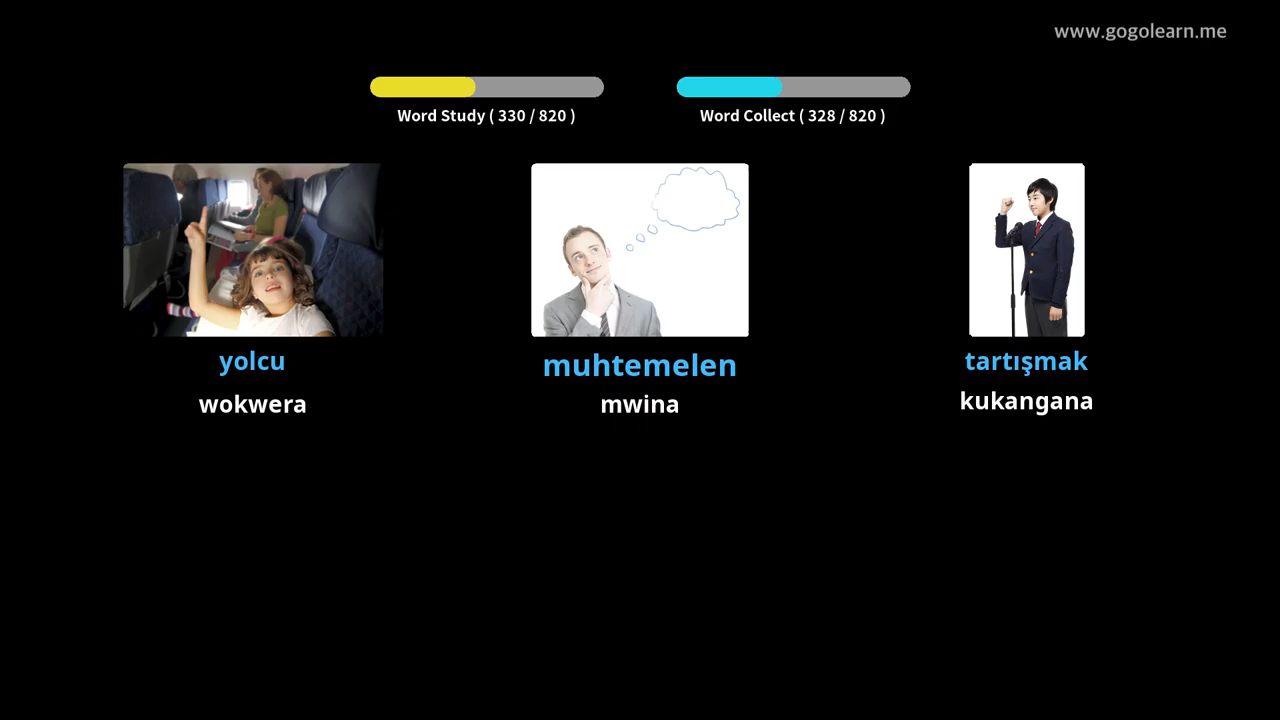 www.gogolearn.me
Word Study ( 330 / 820 )
Word Collect ( 328 / 820 )
yolcu
wokwera
muhtemelen
mwina
tartışmak
kukangana